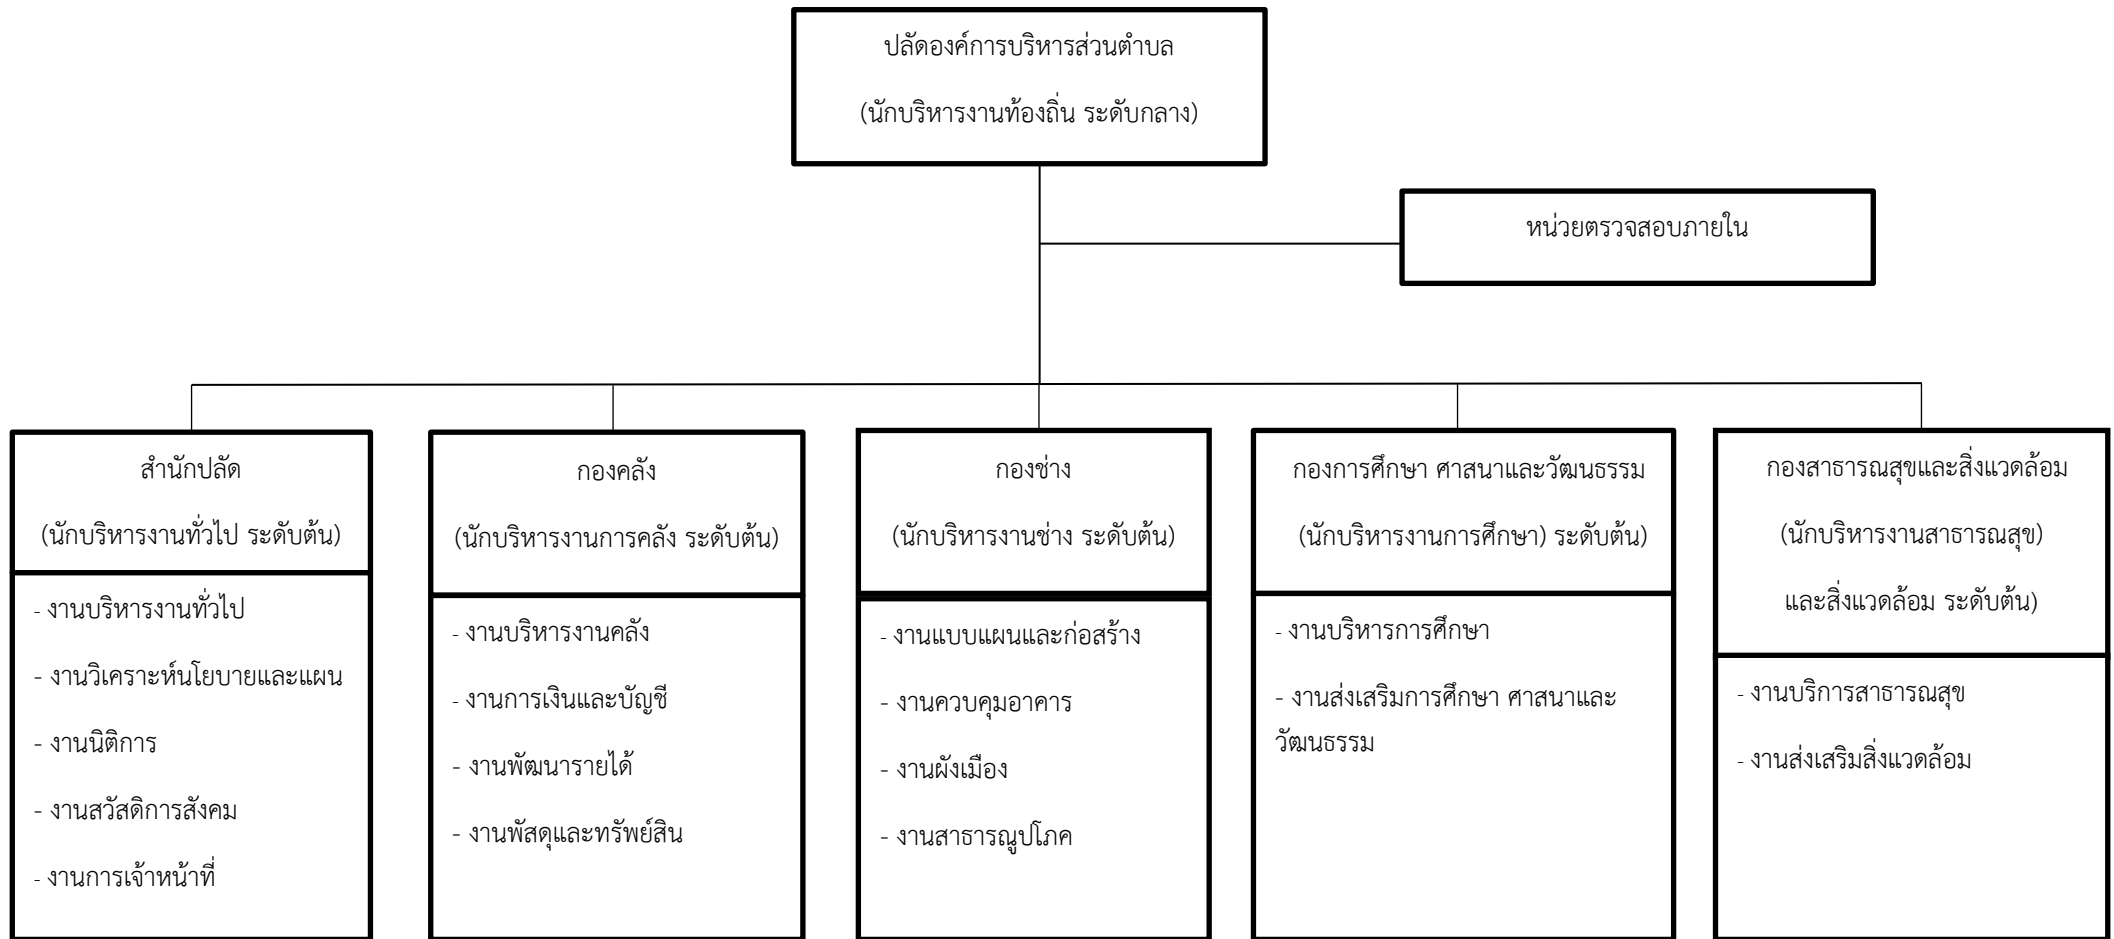 ปลัดองค์การบริหารส่วนตำบล
(นักบริหารงานท้องถิ่น ระดับกลาง)
หน่วยตรวจสอบภายใน
สำนักปลัด
(นักบริหารงานทั่วไป ระดับต้น)
- งานบริหารงานทั่วไป
- งานวิเคราะห์นโยบายและแผน
- งานนิติการ
- งานสวัสดิการสังคม
- งานการเจ้าหน้าที่
กองคลัง
(นักบริหารงานการคลัง ระดับต้น)
- งานบริหารงานคลัง
- งานการเงินและบัญชี
- งานพัฒนารายได้
- งานพัสดุและทรัพย์สิน
กองช่าง
(นักบริหารงานช่าง ระดับต้น)
- งานแบบแผนและก่อสร้าง
- งานควบคุมอาคาร
- งานผังเมือง
- งานสาธารณูปโภค
กองการศึกษา ศาสนาและวัฒนธรรม
(นักบริหารงานการศึกษา) ระดับต้น)
- งานบริหารการศึกษา
- งานส่งเสริมการศึกษา ศาสนาและ
วัฒนธรรม
กองสาธารณสุขและสิ่งแวดล้อม
(นักบริหารงานสาธารณสุข)
และสิ่งแวดล้อม ระดับต้น)
- งานบริการสาธารณสุข
- งานส่งเสริมสิ่งแวดล้อม